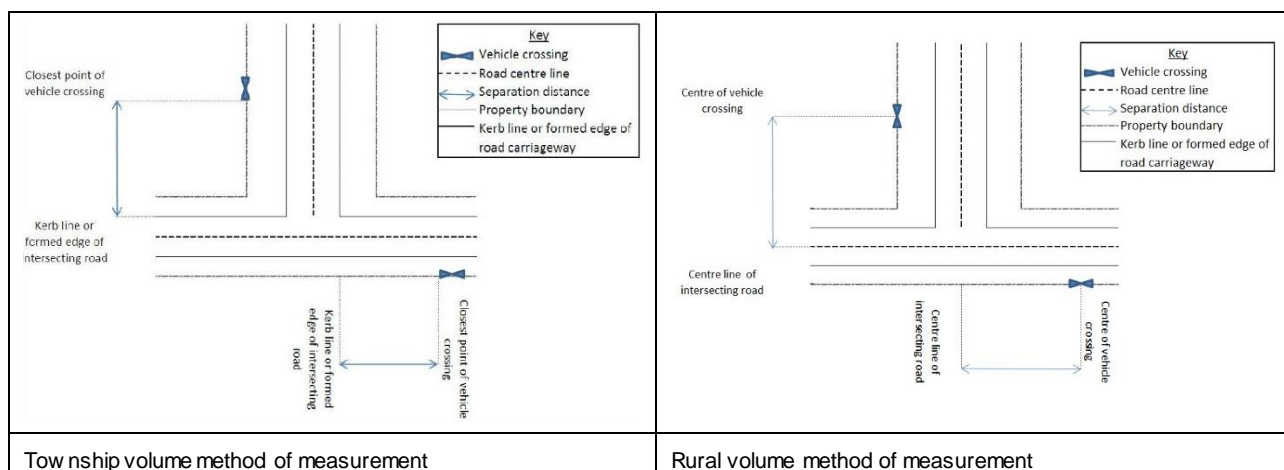 Key
Vehicle crossing
Road centre line
Separation distance
Property boundary
Kerb line or formed edge of
road carriageway
Closest point of
vehicle crossing
Kerb line or
formed edge of
intersecting road
Kerb line or formed
edge of intersecting
road
Closest point of vehicle
crossing
Township volume method of measurement
Key
Vehicle crossing
Road centre line
Separation distance
Property boundary
Kerb line or formed edge of
road carriageway
Centre of vehicle
crossing
Centre line of
intersecting road
Centre line of
intersecting road
Centre of vehicle
crossing
Rural volume method of measurement